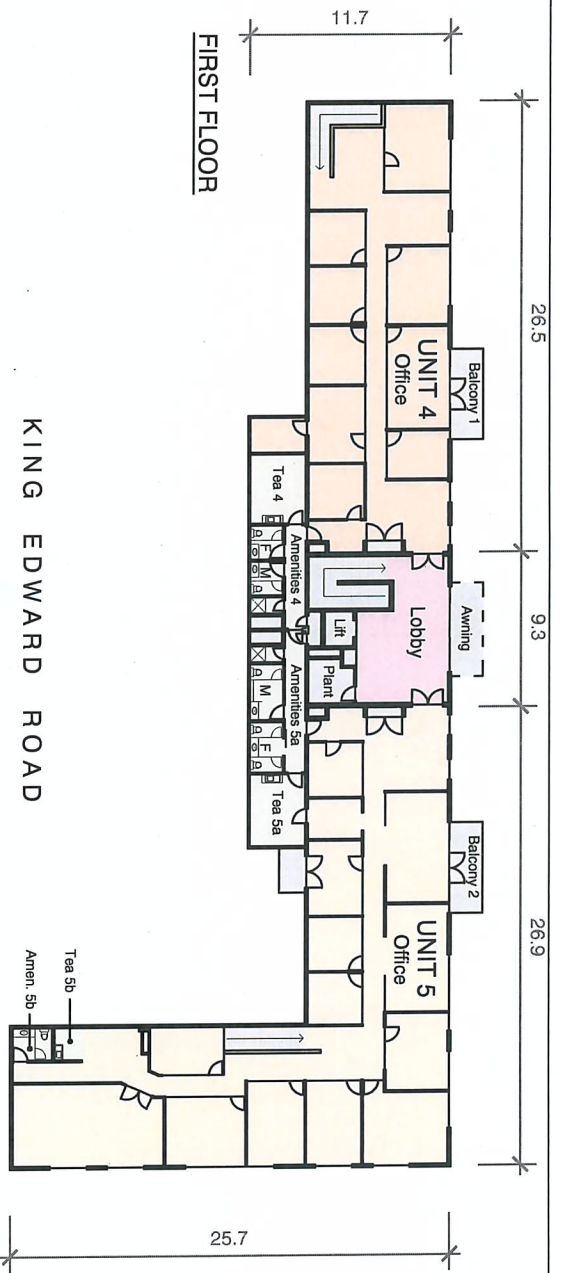 11.7
FIRST FLOOR
26.5
9.3
26.9
25.7
Balcony 1
UNIT 4
Office
Tea 4
F
M
Amenities 4
Awning
Lobby
Lift
Plant
Amenities 5a
M
F
Tea 5a
Balcony 2
UNIT 5
Office
Tea 5b
Amen. 5b
KING EDWARD ROAD